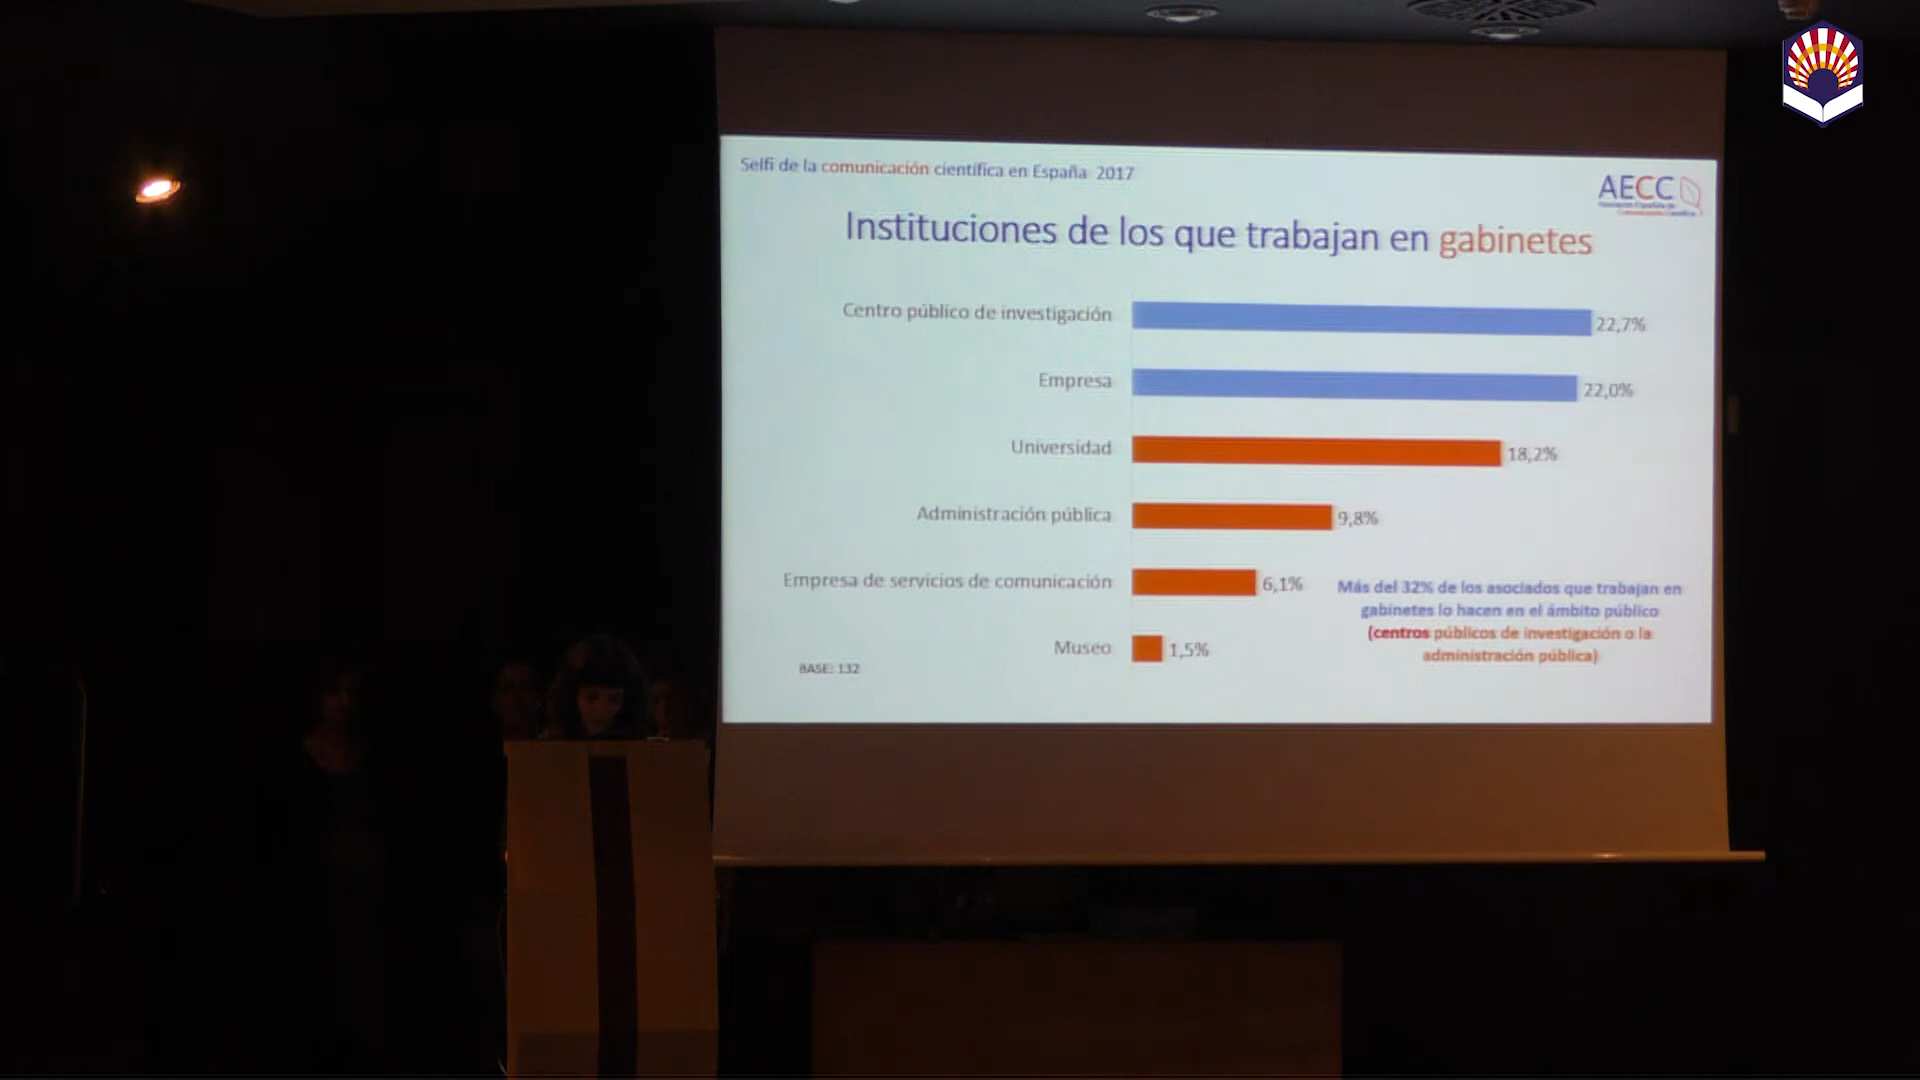 Selfi de la comunicación científica en España 2017
AECC
Instituciones de los que trabajan en gabinetes
Centro público de investigación
22,7%
Empresa
22,0%
Universidad
18,2%
Administración pública
9,8%
Empresa de servicios de comunicación
6,1%
Museo
1,5%
BASE: 132
Más del 32% de los asociados que trabajan en
gabinetes lo hacen en el ámbito público
(centros públicos de investigación o la
administración pública)